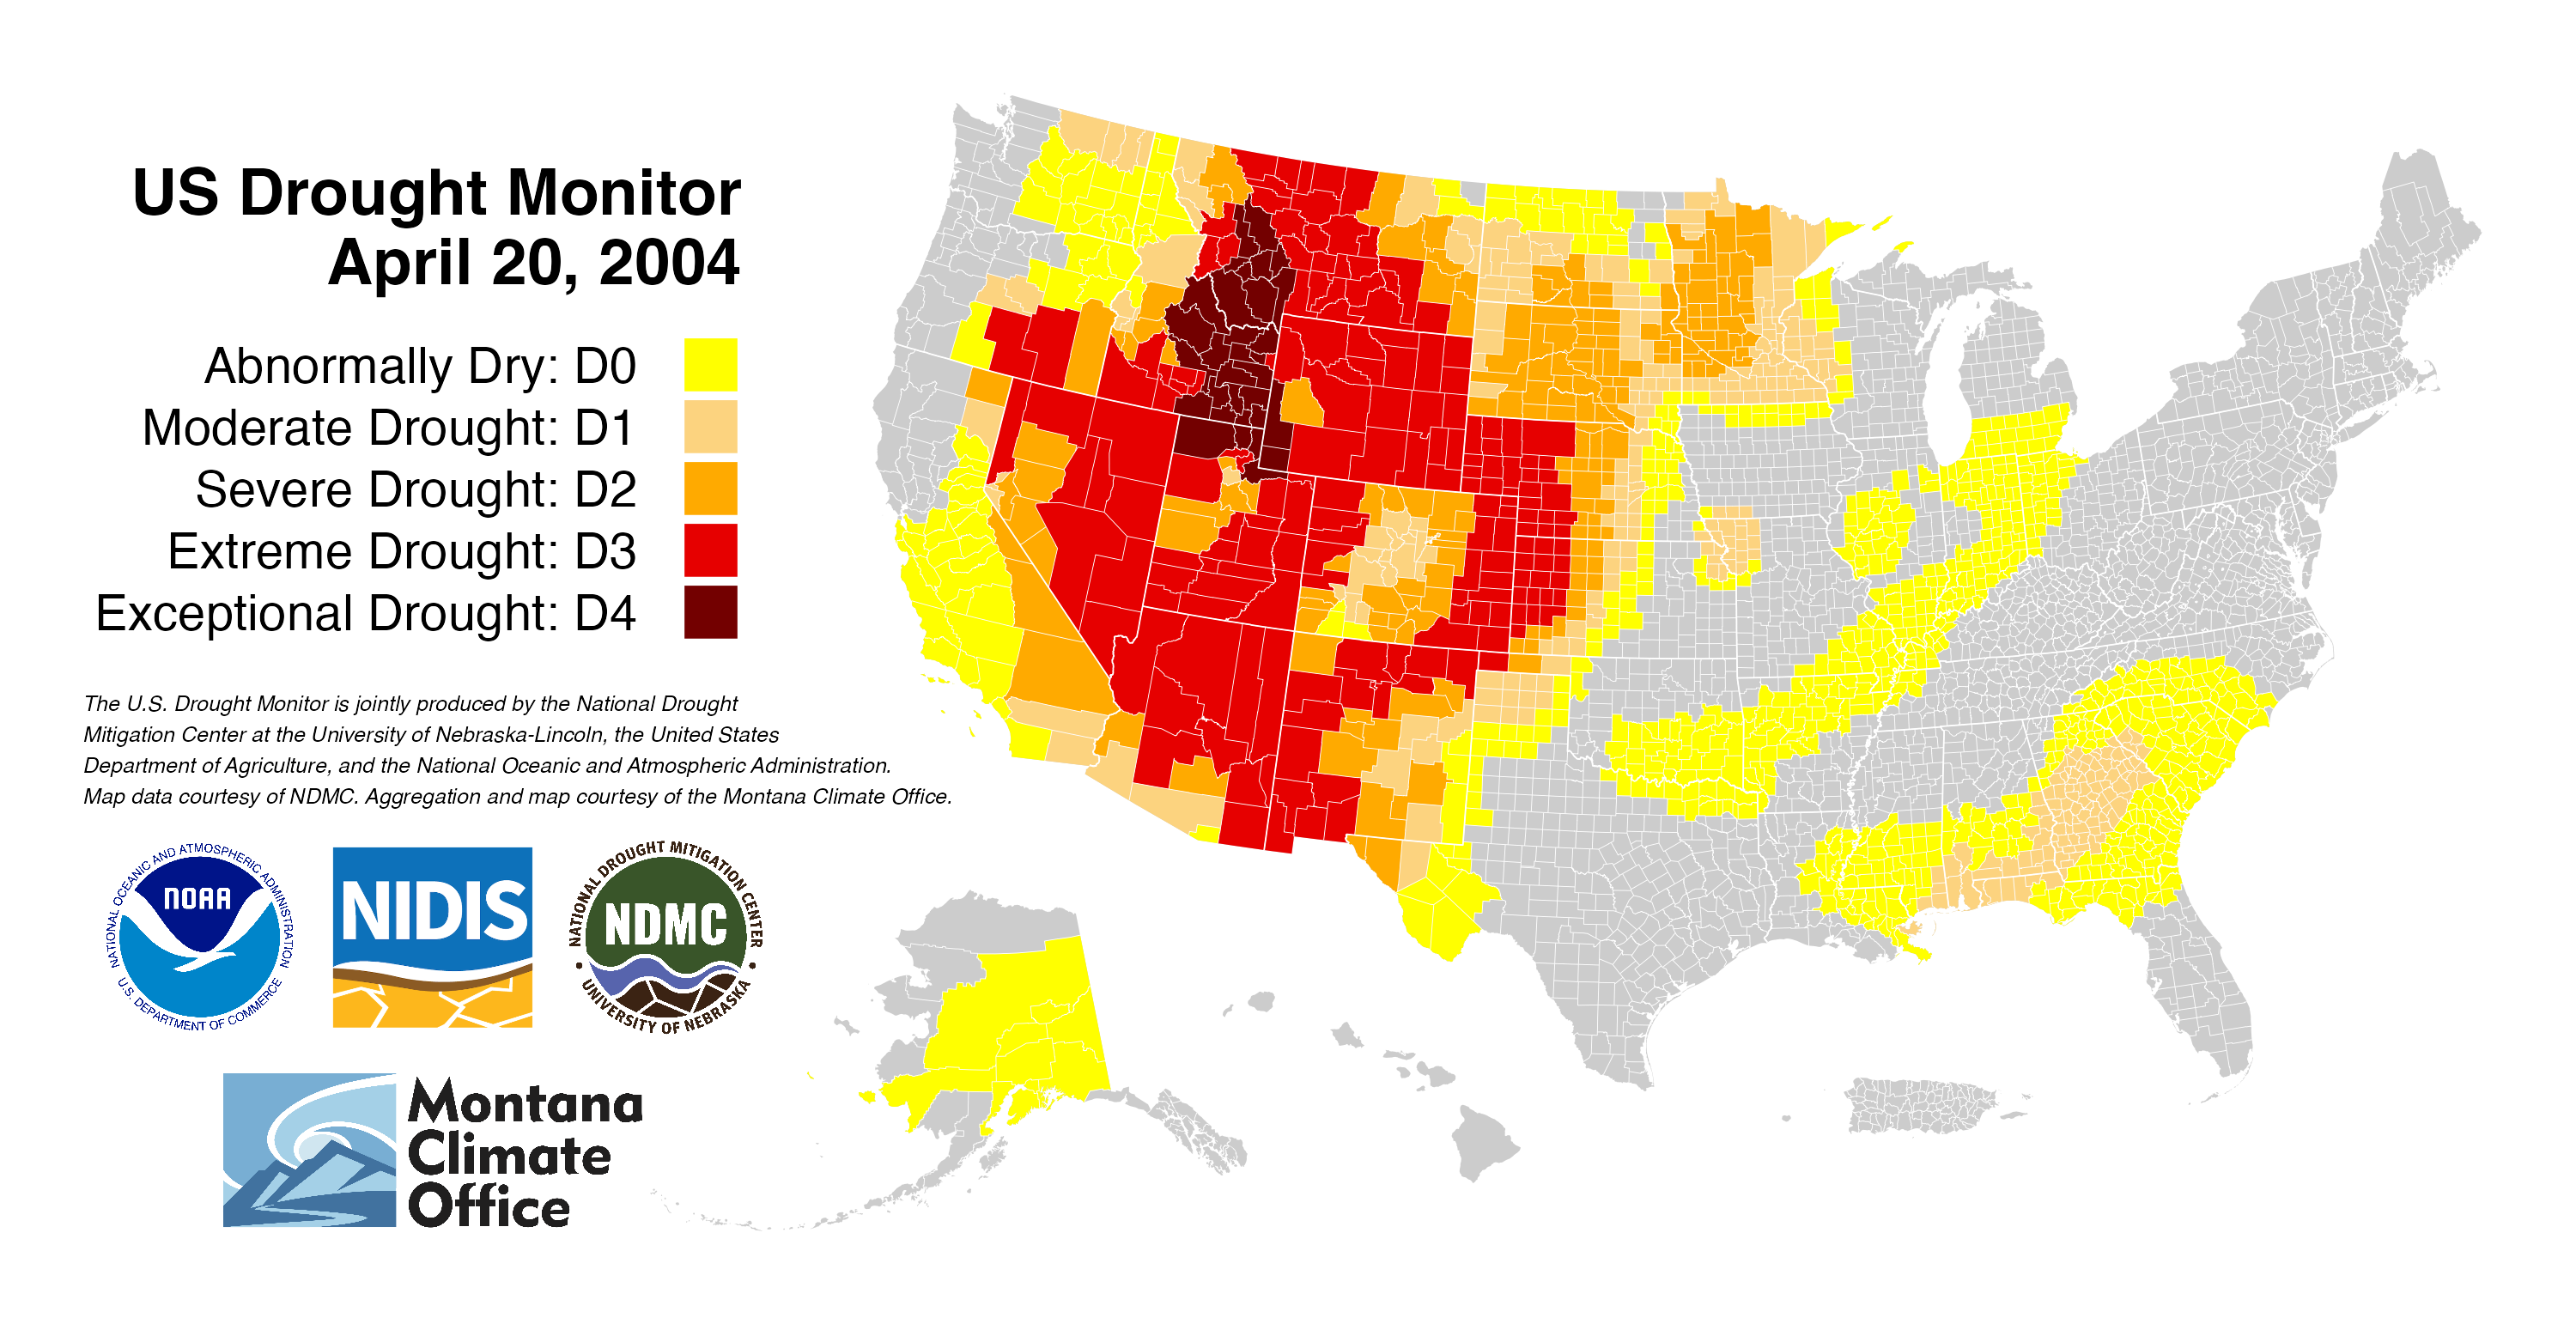 US Drought Monitor
April 20, 2004
Abnormally Dry: D0
Moderate Drought: D1
Severe Drought: D2
Extreme Drought: D3
Exceptional Drought: D4
The U.S. Drought Monitor is jointly produced by the National Drought
Mitigation Center at the University of Nebraska-Lincoln, the United States
Department of Agriculture, and the National Oceanic and Atmospheric Administration.
Map data courtesy of NDMC. Aggregation and map courtesy of the Montana Climate Office.
NATIONAL OCEANIC AND ATMOSPHERIC ADMINISTRATION
NOAA
U.S. DEPARTMENT OF COMMERCE
NIDIS
NATIONAL DROUGHT MITIGATION CENTER
NDMC
UNIVERSITY OF NEBRASKA
Montana
Climate
Office